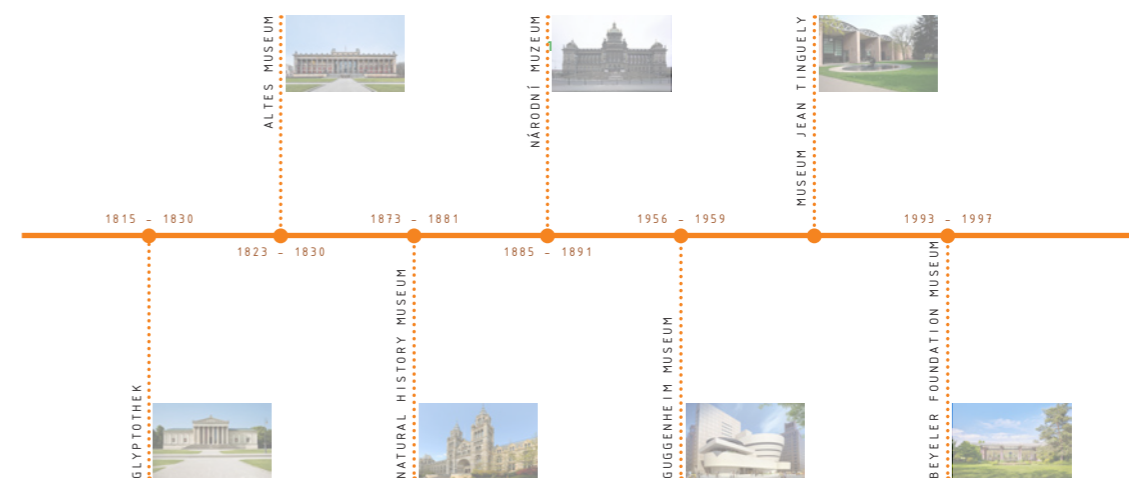 ALTES MUSEUM
NÁRODNÍ MUZEUM
MUSEUM JEAN TINGUELY
1815 – 1830
1873 – 1881
1956 – 1959
1993 – 1997
1823 – 1830
1885 – 1891
GLYPTOTHEK
NATURAL HISTORY MUSEUM
GUGGENHEIM MUSEUM
BEYELER FOUNDATION MUSEUM